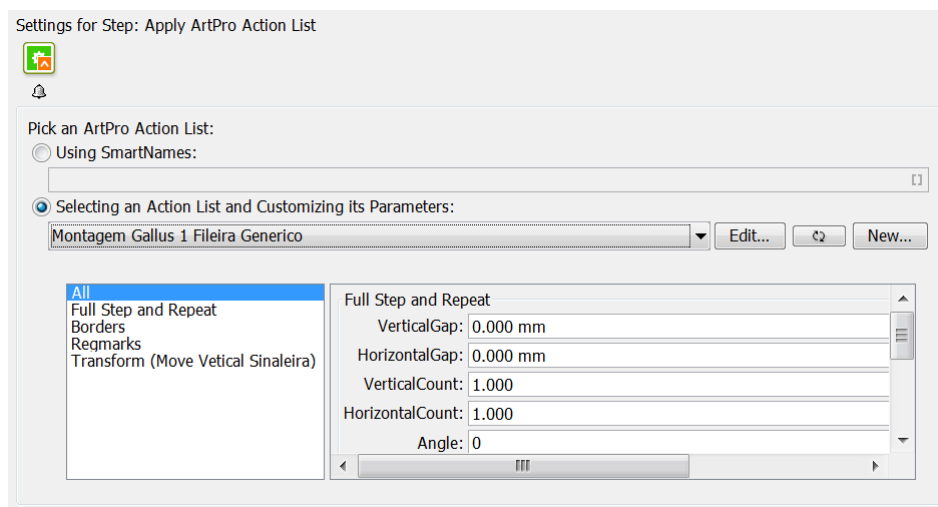 Settings for Step: Apply ArtPro Action List
Pick an ArtPro Action List:
Using SmartNames:
[]
Selecting an Action List and Customizing its Parameters:
Montagem Gallus 1 Fileira Generico
Edit...
New...
All
Full Step and Repeat
Borders
Regmarks
Transform (Move Vetical Sinaleira)
Full Step and Repeat
VerticalGap: 0.000 mm
HorizontalGap: 0.000 mm
VerticalCount: 1.000
HorizontalCount: 1.000
Angle: 0